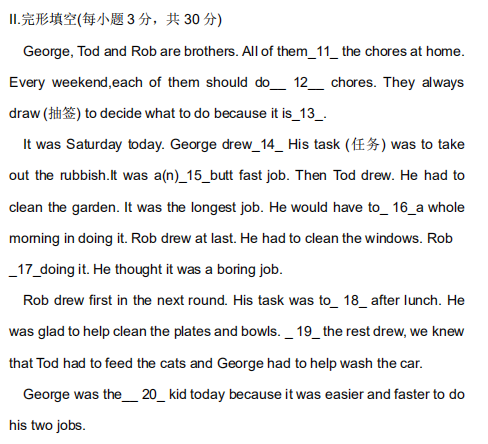 II.完形填空(每小题 3 分，共 30 分)
George, Tod and Rob are brothers. All of them_11_ the chores at home.
Every weekend,each of them should do__ 12__ chores. They always
draw (抽签) to decide what to do because it is_13_.
It was Saturday today. George drew_14_ His task (任务) was to take
out the rubbish.It was a(n)_15_butt fast job. Then Tod drew. He had to
clean the garden. It was the longest job. He would have to_ 16_a whole
morning in doing it. Rob drew at last. He had to clean the windows. Rob
_17_doing it. He thought it was a boring job.
Rob drew first in the next round. His task was to_ 18_ after lunch. He
was glad to help clean the plates and bowls. _ 19_ the rest drew, we knew
that Tod had to feed the cats and George had to help wash the car.
George was the__ 20_ kid today because it was easier and faster to do
his two jobs.